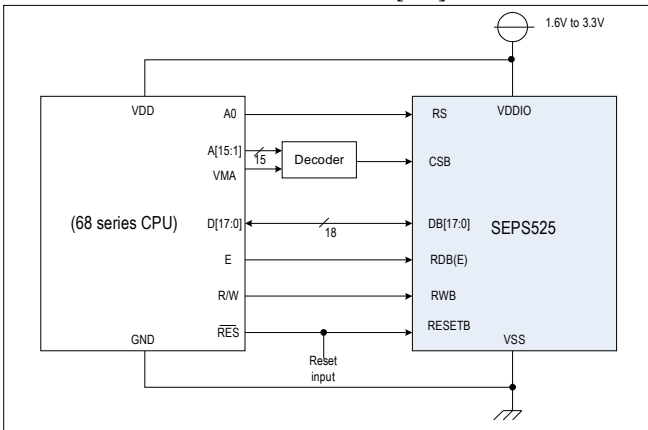 1.6V to 3.3V
VDD
A0
RS
VDDIO
A[15:1]
15
VMA
Decoder
CSB
(68 series CPU)
D[17:0]
18
DB[17:0]
SEPS525
E
RDB(E)
R/W
RWB
RES
RESETB
GND
Reset
input
VSS